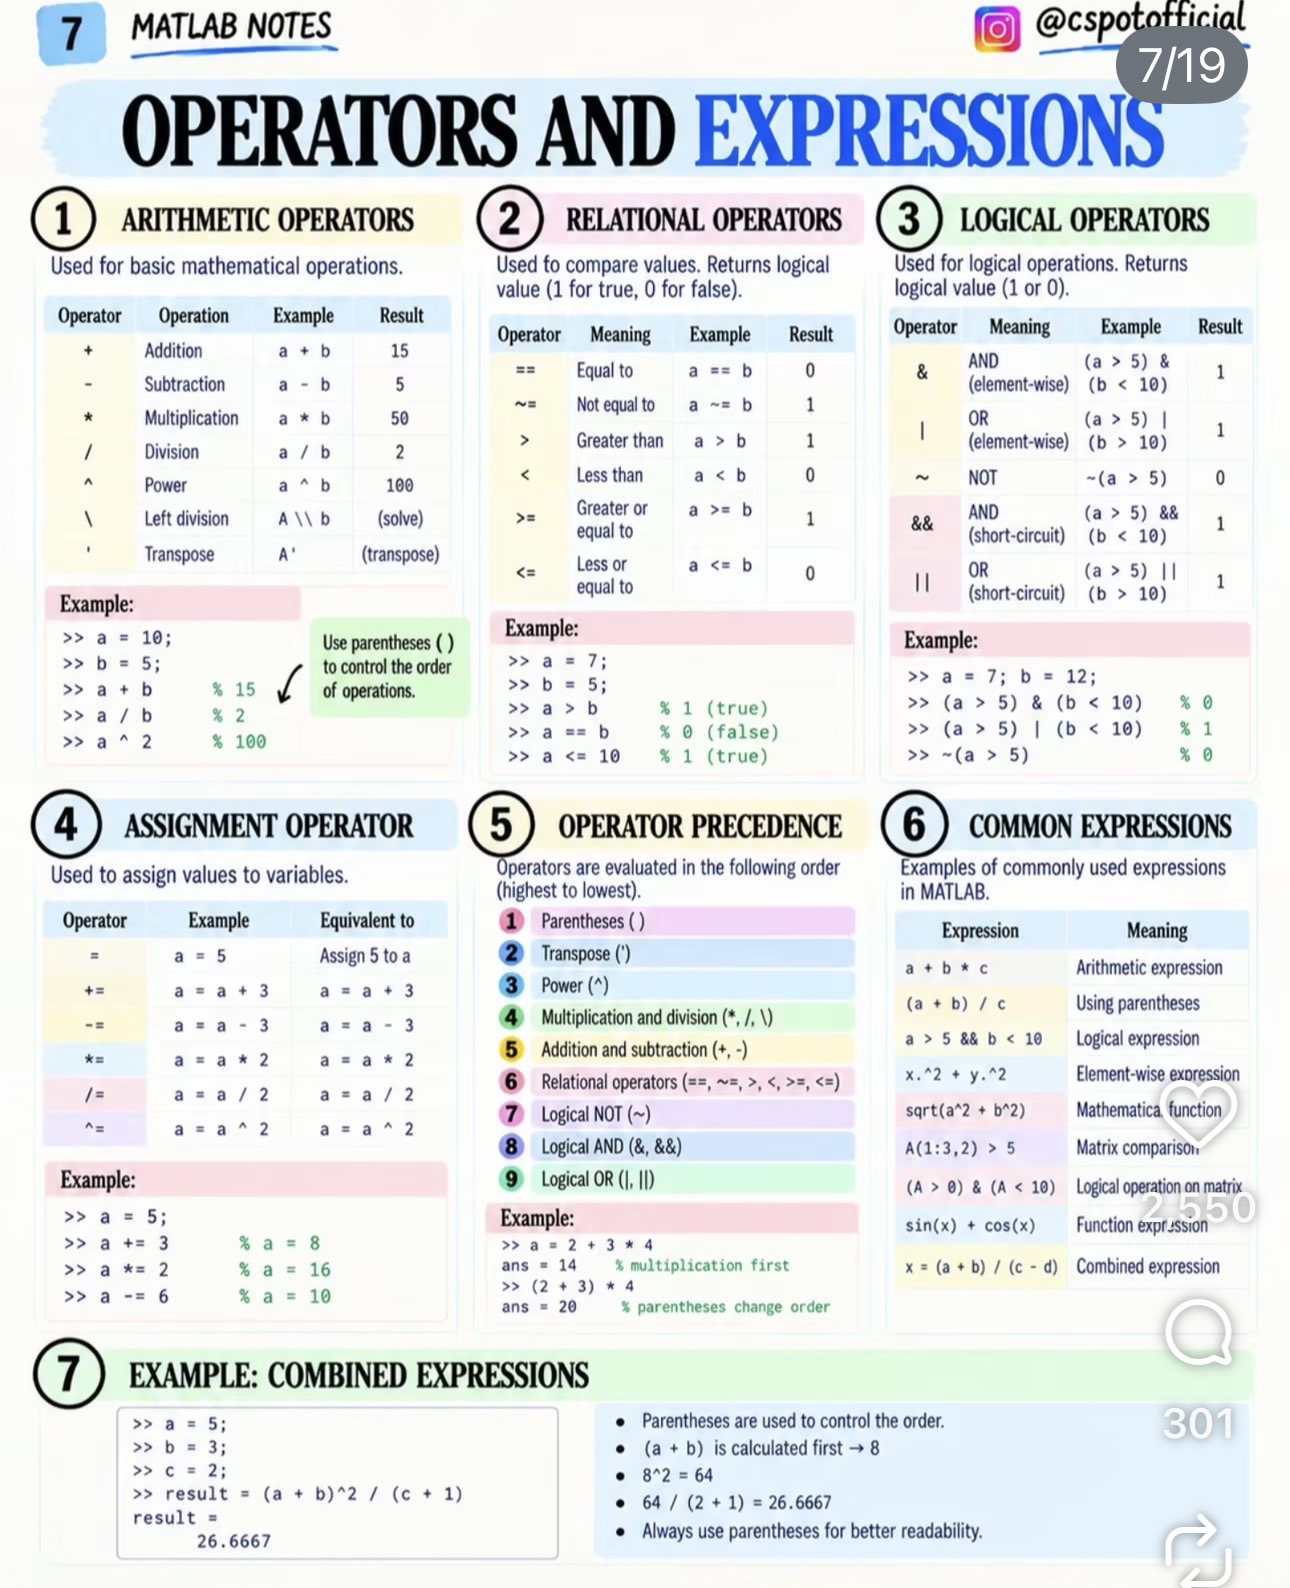 7 MATLAB NOTES
@cspotofficial
7/19
OPERATORS AND EXPRESSIONS
1 ARITHMETIC OPERATORS
Used for basic mathematical operations.
Operator Operation Example Result
+ Addition a + b 15
- Subtraction a - b 5
* Multiplication a * b 50
/ Division a / b 2
^ Power a ^ b 100
\ Left division A \\ b (solve)
' Transpose A' (transpose)
Example:
>> a = 10;
>> b = 5;
>> a + b % 15
>> a / b % 2
>> a ^ 2 % 100
Use parentheses ( )
to control the order
of operations.
2 RELATIONAL OPERATORS
Used to compare values. Returns logical
value (1 for true, 0 for false).
Operator Meaning Example Result
== Equal to a == b 0
~= Not equal to a ~= b 1
> Greater than a > b 1
< Less than a < b 0
>= Greater or equal to a >= b 1
<= Less or equal to a <= b 0
Example:
>> a = 7;
>> b = 5;
>> a > b % 1 (true)
>> a == b % 0 (false)
>> a <= 10 % 1 (true)
3 LOGICAL OPERATORS
Used for logical operations. Returns
logical value (1 or 0).
Operator Meaning Example Result
& AND (element-wise) (a > 5) & (b < 10) 1
| OR (element-wise) (a > 5) | (b > 10) 1
~ NOT ~(a > 5) 0
&& AND (short-circuit) (a > 5) && (b < 10) 1
|| OR (short-circuit) (a > 5) || (b > 10) 1
Example:
>> a = 7; b = 12;
>> (a > 5) & (b < 10) % 0
>> (a > 5) | (b < 10) % 1
>> ~(a > 5) % 0
4 ASSIGNMENT OPERATOR
Used to assign values to variables.
Operator Example Equivalent to
= a = 5 Assign 5 to a
+= a = a + 3 a = a + 3
-= a = a - 3 a = a - 3
*= a = a * 2 a = a * 2
/= a = a / 2 a = a / 2
^= a = a ^ 2 a = a ^ 2
Example:
>> a = 5;
>> a += 3 % a = 8
>> a *= 2 % a = 16
>> a -= 6 % a = 10
5 OPERATOR PRECEDENCE
Operators are evaluated in the following order
(highest to lowest).
1 Parentheses ( )
2 Transpose (')
3 Power (^)
4 Multiplication and division (*, /, \)
5 Addition and subtraction (+, -)
6 Relational operators (==, ~=, >, <, >=, <=)
7 Logical NOT (~)
8 Logical AND (&, &&)
9 Logical OR (|, ||)
Example:
>> a = 2 + 3 * 4
ans = 14 % multiplication first
>> (2 + 3) * 4
ans = 20 % parentheses change order
6 COMMON EXPRESSIONS
Examples of commonly used expressions
in MATLAB.
Expression Meaning
a + b * c Arithmetic expression
(a + b) / c Using parentheses
a > 5 && b < 10 Logical expression
x.^2 + y.^2 Element-wise expression
sqrt(a^2 + b^2) Mathematical function
A(1:3,2) > 5 Matrix comparison
(A > 0) & (A < 10) Logical operation on matrix
sin(x) + cos(x) Function expression
x = (a + b) / (c - d) Combined expression
2,550
301
7 EXAMPLE: COMBINED EXPRESSIONS
>> a = 5;
>> b = 3;
>> c = 2;
>> result = (a + b)^2 / (c + 1)
result =
26.6667
• Parentheses are used to control the order.
• (a + b) is calculated first → 8
• 8^2 = 64
• 64 / (2 + 1) = 26.6667
• Always use parentheses for better readability.